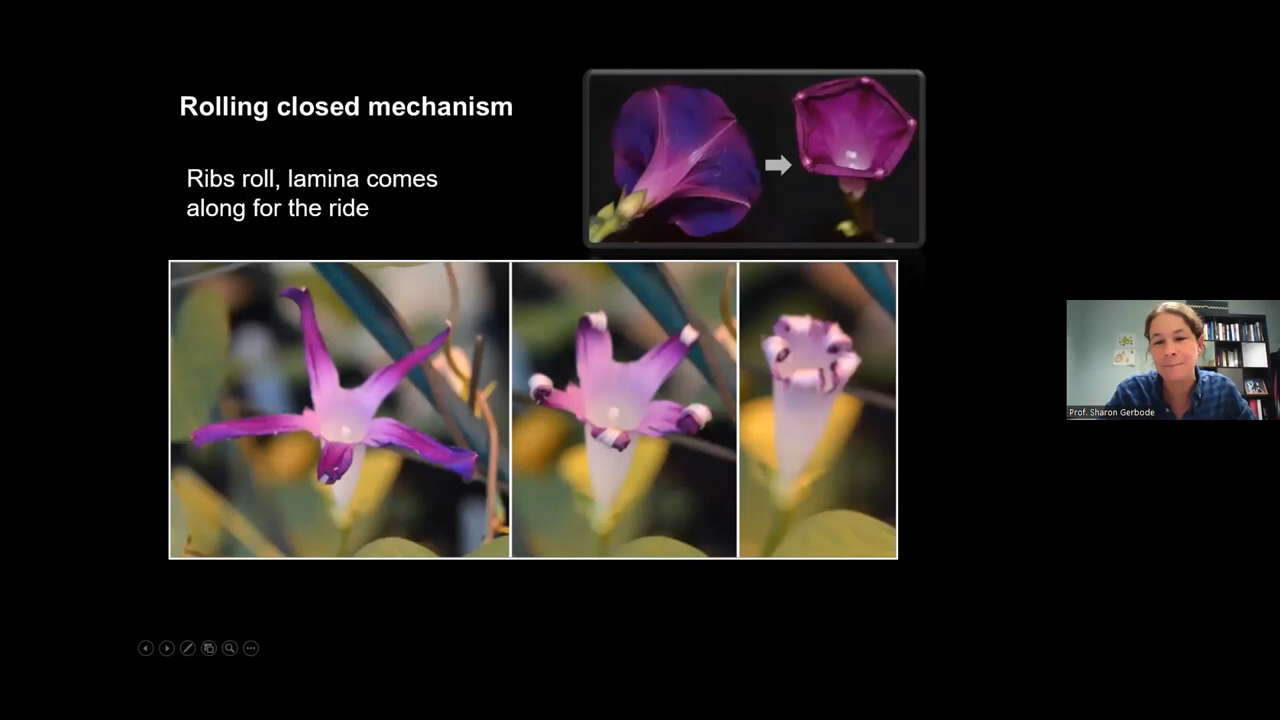 Rolling closed mechanism
Ribs roll, lamina comes
along for the ride
Prof. Sharon Gerbode